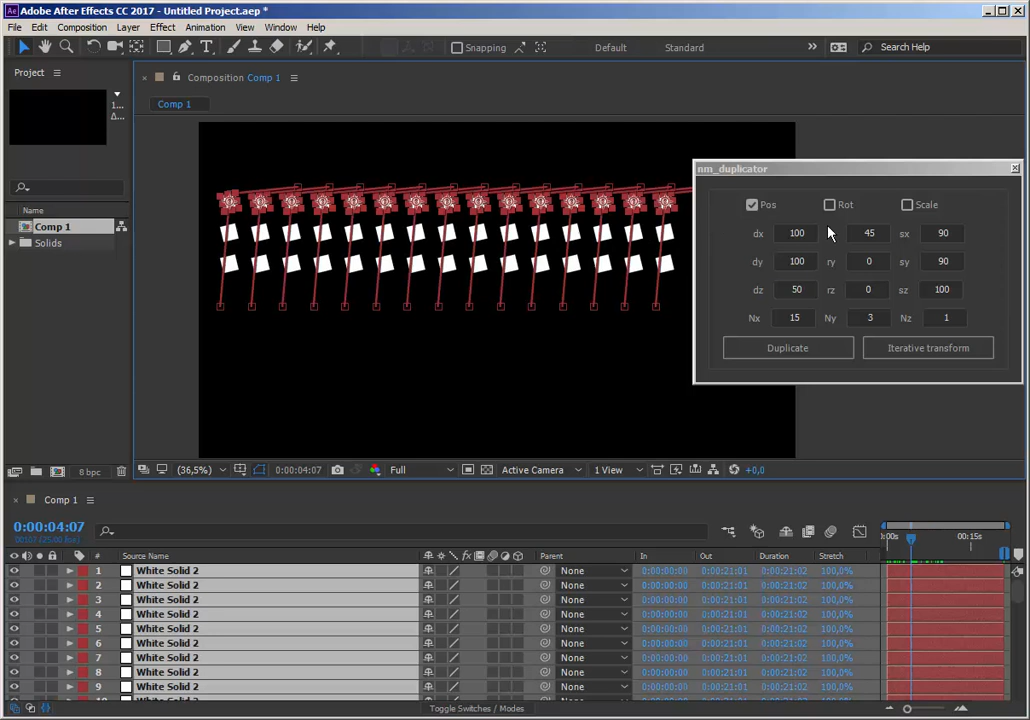 Adobe After Effects CC 2017 - Untitled Project.aep *
File Edit Composition Layer Effect Animation View Window Help
Snapping Default Standard Search Help
Project
Composition Comp 1
Comp 1
1...
Δ...
nm_duplicator
Pos Rot Scale
dx 100 45 sx 90
dy 100 ry 0 sy 90
dz 50 rz 0 sz 100
Nx 15 Ny 3 Nz 1
Duplicate Iterative transform
Name
Comp 1
Solids
8 bpc
(36,5%) 0:00:04:07 Full Active Camera 1 View +0,0
Comp 1
0:00:04:07
00107 (25.00 fps)
:00s 00:15s
# Source Name Parent In Out Duration Stretch
1 White Solid 2 None 0:00:00:00 0:00:21:01 0:00:21:02 100,0%
2 White Solid 2 None 0:00:00:00 0:00:21:01 0:00:21:02 100,0%
3 White Solid 2 None 0:00:00:00 0:00:21:01 0:00:21:02 100,0%
4 White Solid 2 None 0:00:00:00 0:00:21:01 0:00:21:02 100,0%
5 White Solid 2 None 0:00:00:00 0:00:21:01 0:00:21:02 100,0%
6 White Solid 2 None 0:00:00:00 0:00:21:01 0:00:21:02 100,0%
7 White Solid 2 None 0:00:00:00 0:00:21:01 0:00:21:02 100,0%
8 White Solid 2 None 0:00:00:00 0:00:21:01 0:00:21:02 100,0%
9 White Solid 2 None 0:00:00:00 0:00:21:01 0:00:21:02 100,0%
Toggle Switches / Modes